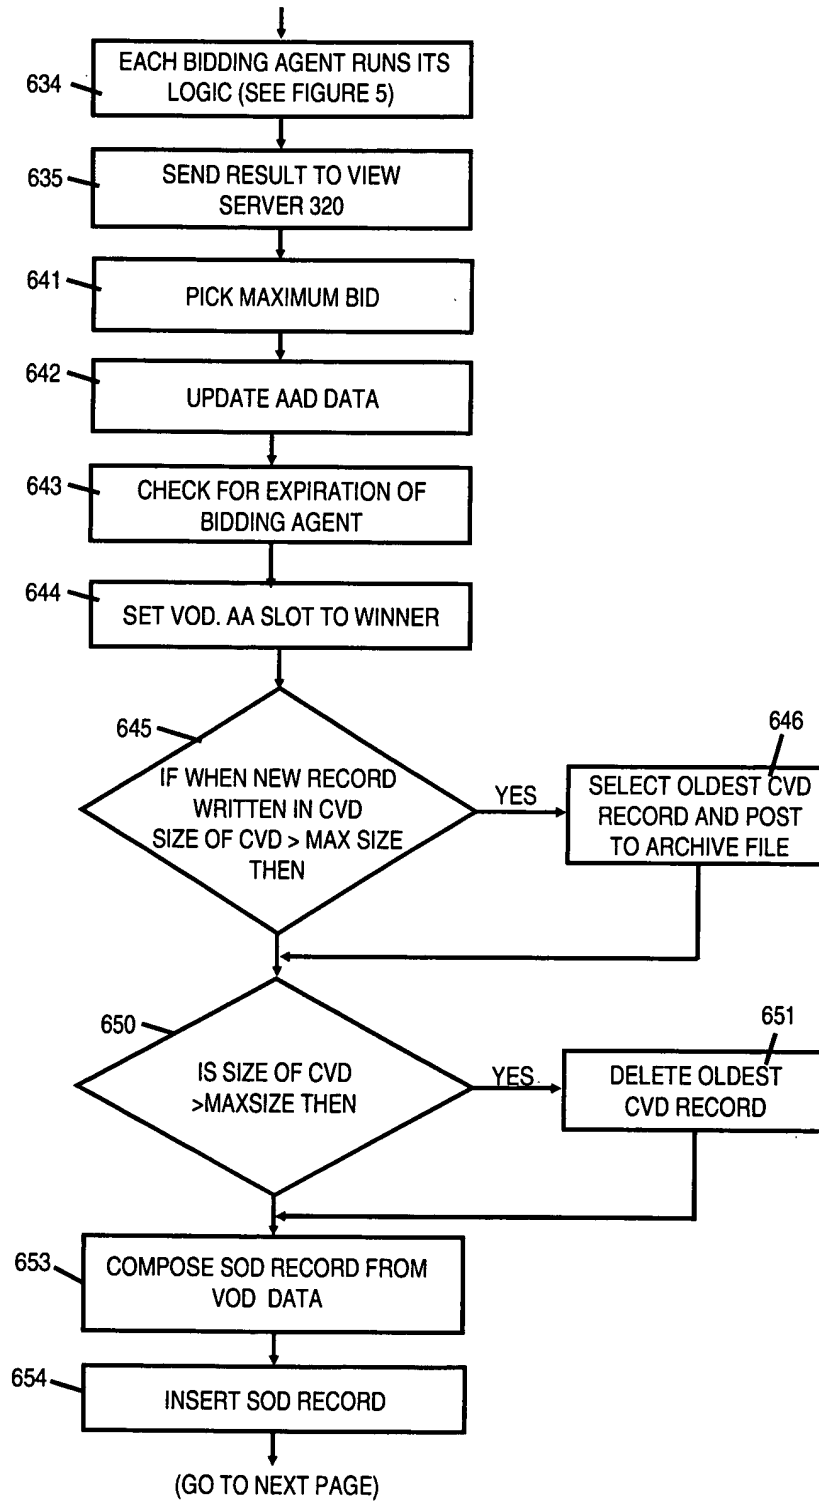 634
EACH BIDDING AGENT RUNS ITS
LOGIC (SEE FIGURE 5)
635
SEND RESULT TO VIEW
SERVER 320
641
PICK MAXIMUM BID
642
UPDATE AAD DATA
643
CHECK FOR EXPIRATION OF
BIDDING AGENT
644
SET VOD. AA SLOT TO WINNER
645
IF WHEN NEW RECORD
WRITTEN IN CVD
SIZE OF CVD > MAX SIZE
THEN
YES
646
SELECT OLDEST CVD
RECORD AND POST
TO ARCHIVE FILE
650
IS SIZE OF CVD
>MAXSIZE THEN
YES
651
DELETE OLDEST
CVD RECORD
653
COMPOSE SOD RECORD FROM
VOD DATA
654
INSERT SOD RECORD
(GO TO NEXT PAGE)